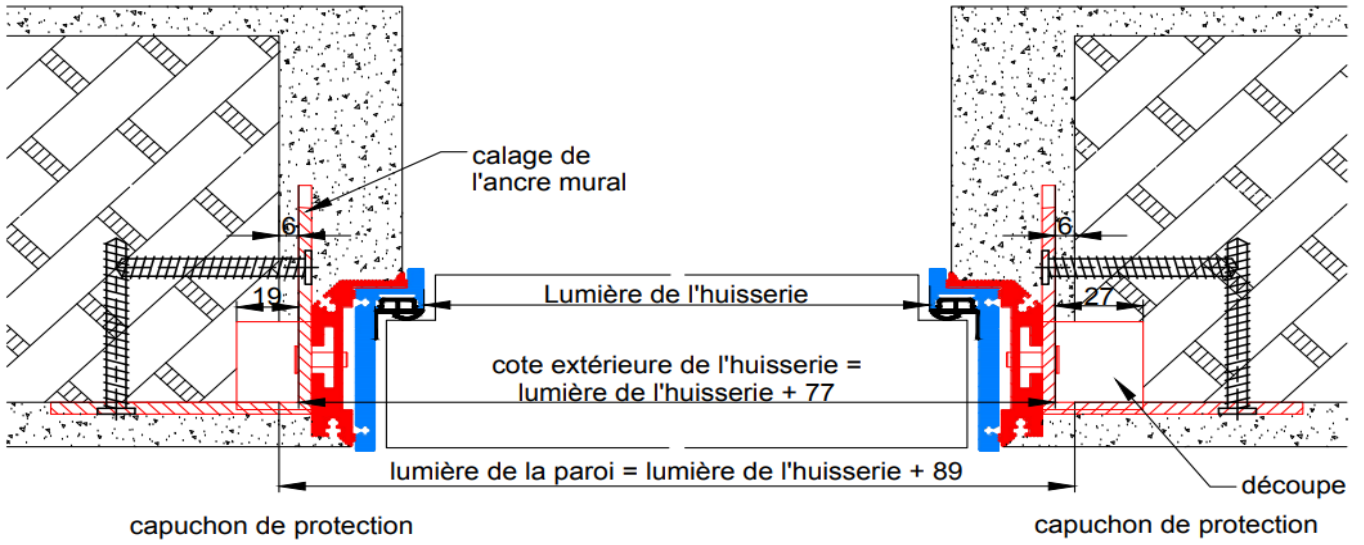 calage de
l'ancre mural
6
6
19
Lumière de l'huisserie
27
cote extérieure de l'huisserie =
lumière de l'huisserie + 77
lumière de la paroi = lumière de l'huisserie + 89
découpe
capuchon de protection
capuchon de protection